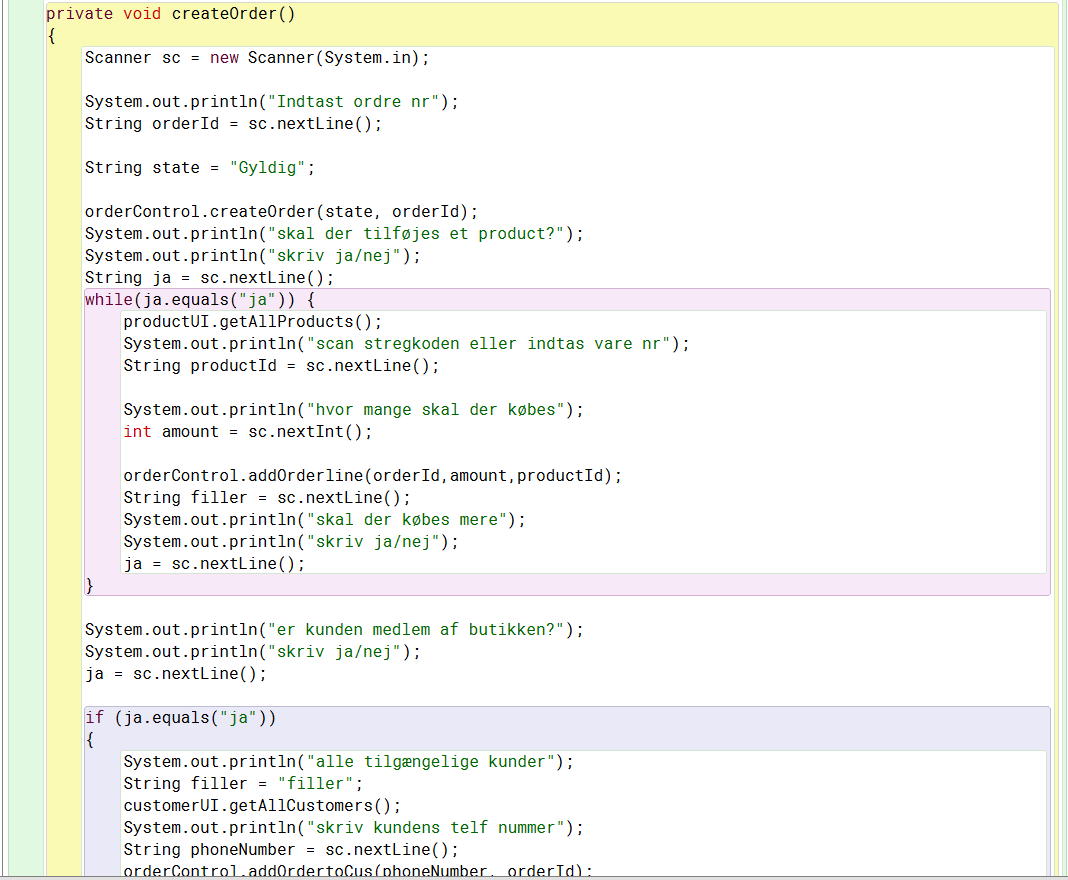 private void createOrder()
{
Scanner sc = new Scanner(System.in);
System.out.println("Indtast ordre nr");
String orderId = sc.nextLine();
String state = "Gyldig";
orderControl.createOrder(state, orderId);
System.out.println("skal der tilføjes et product?");
System.out.println("skriv ja/nej");
String ja = sc.nextLine();
while(ja.equals("ja")) {
productUI.getAllProducts();
System.out.println("scan stregkoden eller indtas vare nr");
String productId = sc.nextLine();
System.out.println("hvor mange skal der købes");
int amount = sc.nextInt();
orderControl.addOrderline(orderId,amount,productId);
String filler = sc.nextLine();
System.out.println("skal der købes mere");
System.out.println("skriv ja/nej");
ja = sc.nextLine();
}
System.out.println("er kunden medlem af butikken?");
System.out.println("skriv ja/nej");
ja = sc.nextLine();
if (ja.equals("ja"))
{
System.out.println("alle tilgængelige kunder");
String filler = "filler";
customerUI.getAllCustomers();
System.out.println("skriv kundens telf nummer");
String phoneNumber = sc.nextLine();
orderControl.addOrdertoCus(phoneNumber, orderId);